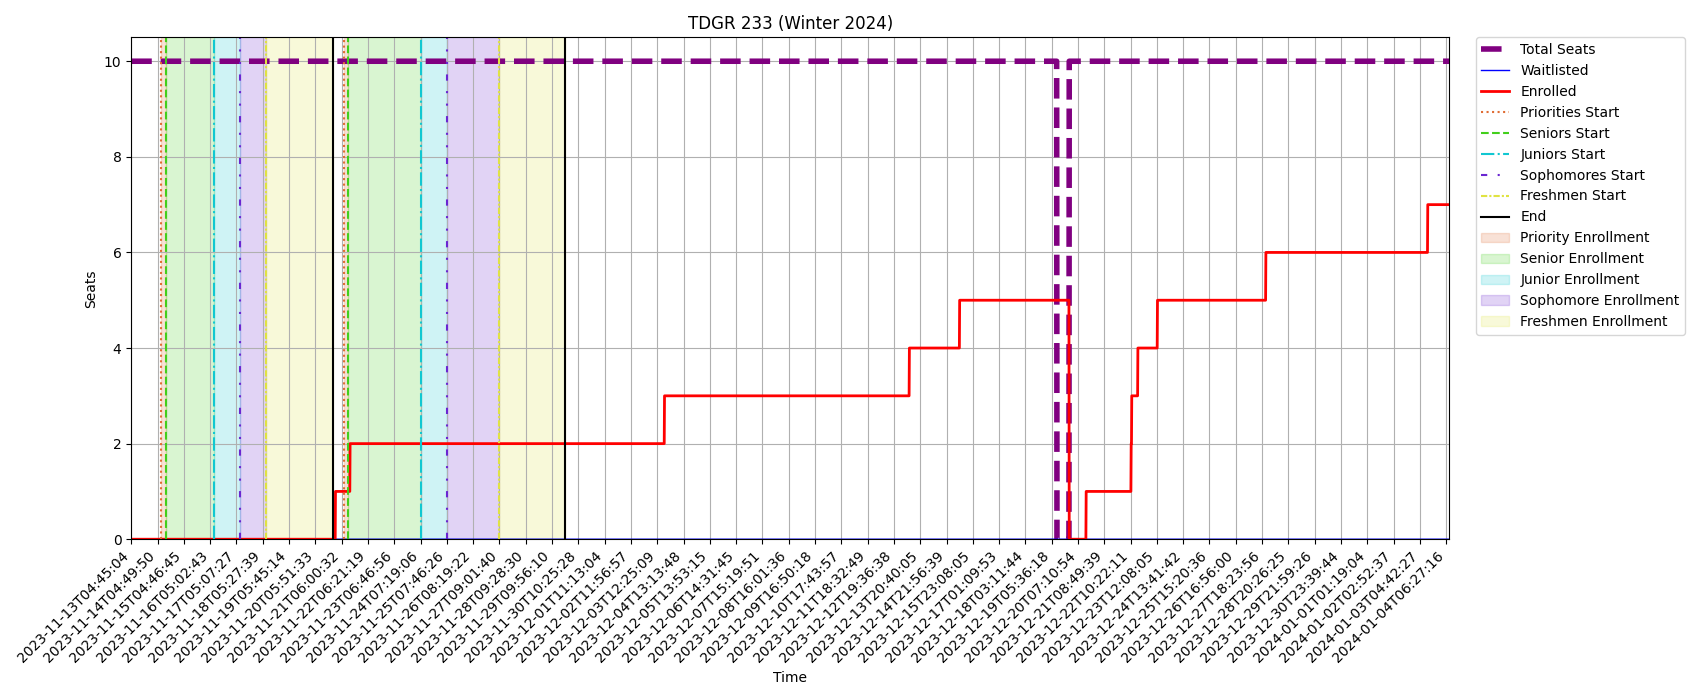 TDGR 233 (Winter 2024)
Seats
10
8
6
4
2
0
2023-11-13T04:45:04
2023-11-14T04:49:50
2023-11-15T04:46:45
2023-11-16T05:02:43
2023-11-17T05:07:27
2023-11-18T05:27:39
2023-11-19T05:45:14
2023-11-20T05:51:33
2023-11-21T06:00:32
2023-11-22T06:21:19
2023-11-23T06:46:56
2023-11-24T07:19:06
2023-11-25T07:46:26
2023-11-26T08:19:22
2023-11-27T09:01:40
2023-11-28T09:28:30
2023-11-29T09:56:10
2023-11-30T10:25:28
2023-12-01T11:13:04
2023-12-02T11:56:57
2023-12-03T12:25:09
2023-12-04T13:13:48
2023-12-05T13:53:15
2023-12-06T14:31:45
2023-12-07T15:19:51
2023-12-08T16:01:36
2023-12-09T16:50:18
2023-12-10T17:43:57
2023-12-11T18:32:49
2023-12-12T19:36:38
2023-12-13T20:40:05
2023-12-14T21:56:39
2023-12-15T23:08:05
2023-12-17T01:09:53
2023-12-18T03:11:44
2023-12-19T05:36:18
2023-12-20T07:10:54
2023-12-21T08:49:39
2023-12-22T10:22:11
2023-12-23T12:08:05
2023-12-24T13:41:42
2023-12-25T15:20:36
2023-12-26T16:56:00
2023-12-27T18:23:56
2023-12-28T20:26:25
2023-12-29T21:59:26
2023-12-30T23:39:44
2024-01-01T01:19:04
2024-01-02T02:52:37
2024-01-03T04:42:27
2024-01-04T06:27:16
Time
Total Seats
Waitlisted
Enrolled
Priorities Start
Seniors Start
Juniors Start
Sophomores Start
Freshmen Start
End
Priority Enrollment
Senior Enrollment
Junior Enrollment
Sophomore Enrollment
Freshmen Enrollment